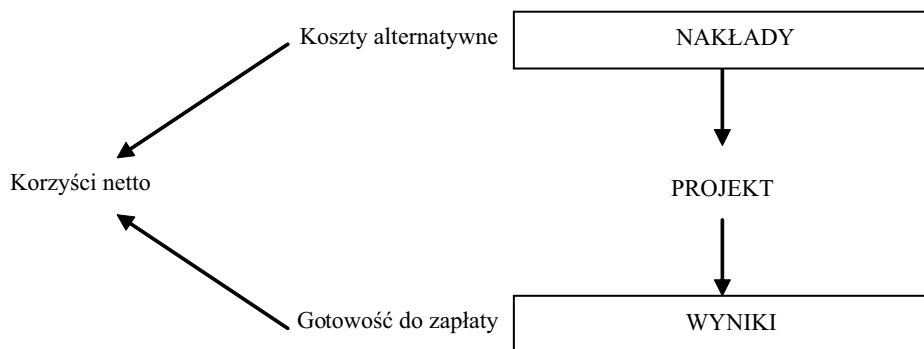 Koszty alternatywne
NAKŁADY
Korzyści netto
PROJEKT
Gotowość do zapłaty
WYNIKI